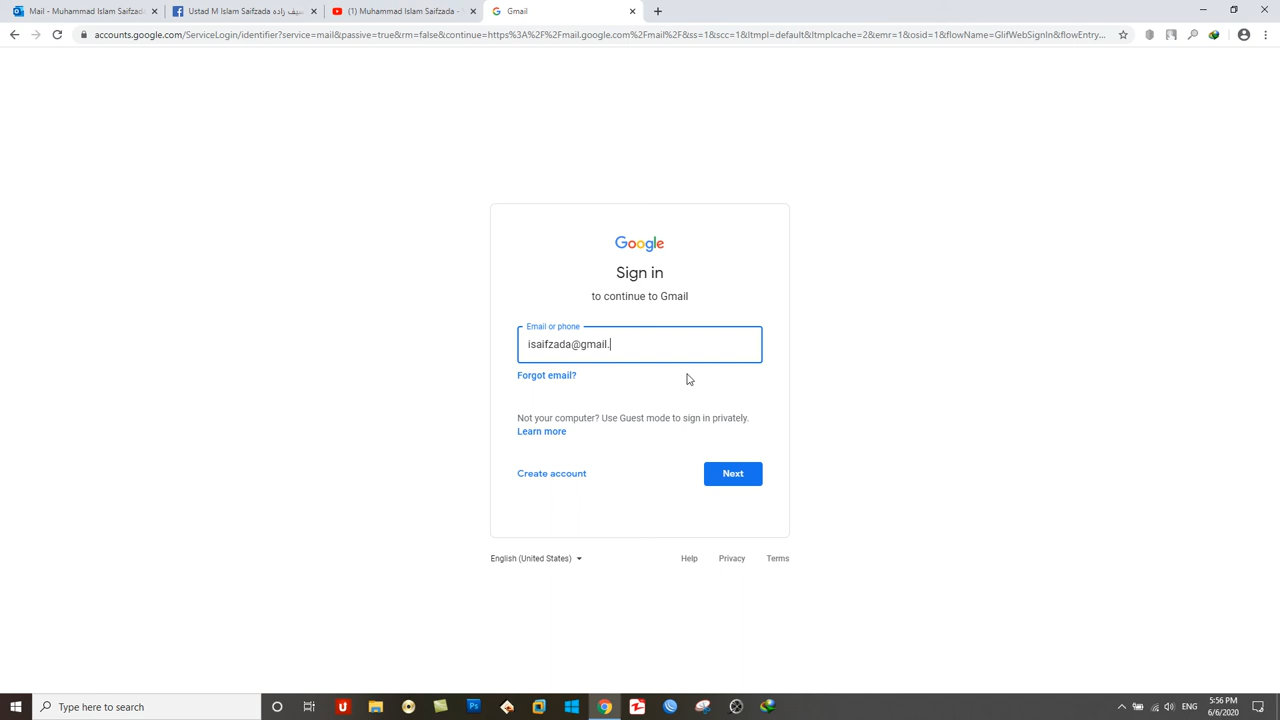 Mail - Muhammad Islam Saifzada
Ustad M Islam Saifzada سیف زاده
(1) Muhammad Islam Saifzada -
Gmail
accounts.google.com/ServiceLogin/identifier?service=mail&passive=true&rm=false&continue=https%3A%2F%2Fmail.google.com%2Fmail%2F&ss=1&scc=1&ltmpl=default&ltmplcache=2&emr=1&osid=1&flowName=GlifWebSignIn&flowEntry...
Google
Sign in
to continue to Gmail
Email or phone
isaifzada@gmail.
Forgot email?
Not your computer? Use Guest mode to sign in privately.
Learn more
Create account
Next
English (United States)
Help
Privacy
Terms
Type here to search
U
Ps
ENG
5:56 PM
6/6/2020